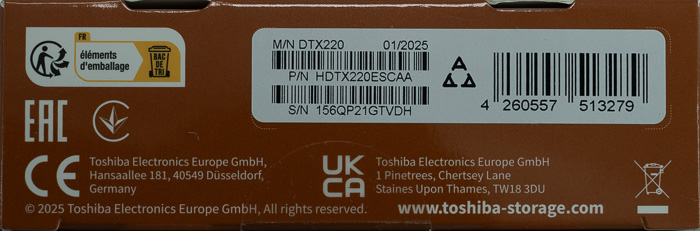 FR
éléments
d'emballage
BAC
DE
TRI
M/N DTX220 01/2025
P/N HDTX220ESCAA
S/N 156QP21GTVDH
4 260557 513279
EAC
CE
Toshiba Electronics Europe GmbH,
Hansaallee 181, 40549 Düsseldorf,
Germany
UK
CA
Toshiba Electronics Europe GmbH
1 Pinetrees, Chertsey Lane
Staines Upon Thames, TW18 3DU
© 2025 Toshiba Electronics Europe GmbH, All rights reserved.
www.toshiba-storage.com